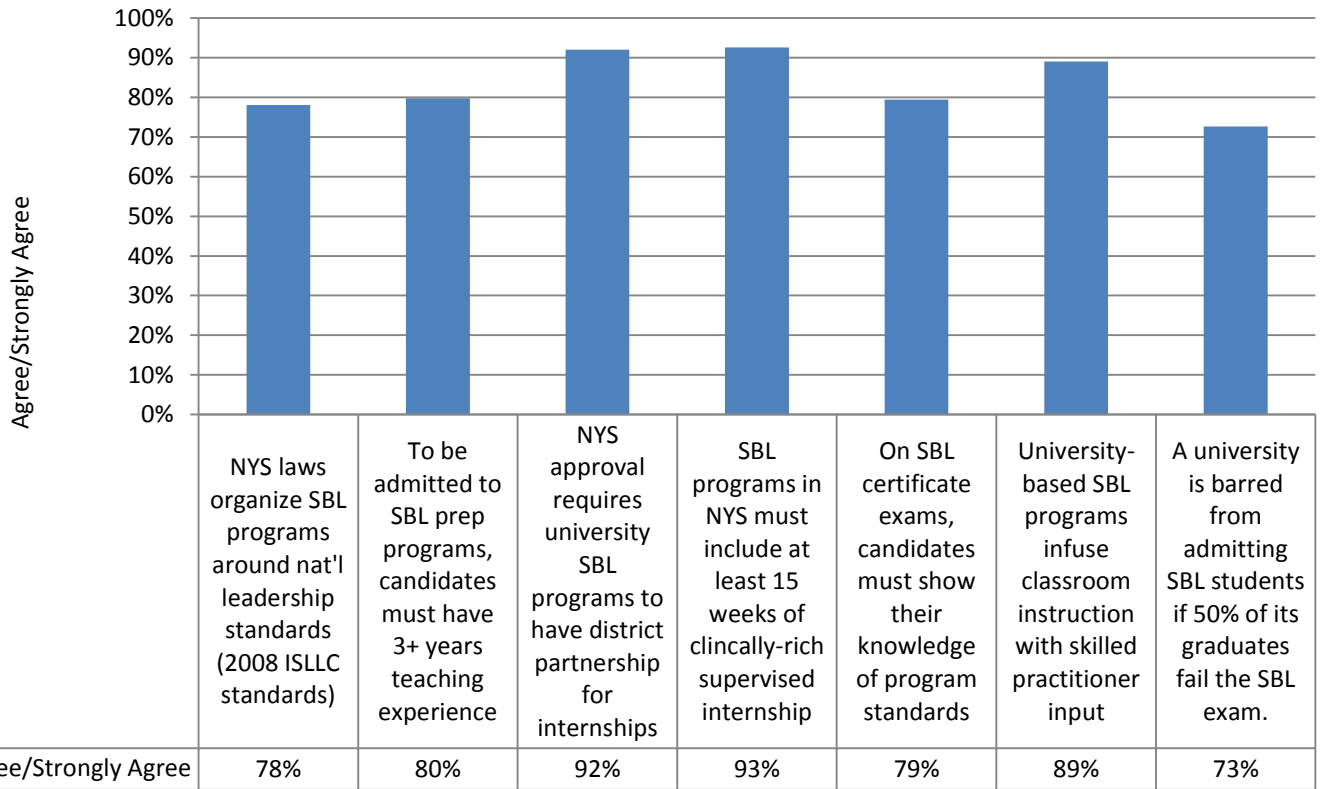 100%
90%
80%
70%
60%
50%
40%
30%
20%
10%
0%
Agree/Strongly Agree
NYS laws
organize SBL
programs
around nat'l
leadership
standards
(2008 ISLLC
standards)
To be
admitted to
SBL prep
programs,
candidates
must have
3+ years
teaching
experience
NYS
approval
requires
university
SBL
programs to
have district
partnership
for
internships
SBL
programs in
NYS must
include at
least 15
weeks of
clincally-rich
supervised
internship
On SBL
certificate
exams,
candidates
must show
their
knowledge
of program
standards
University-
based SBL
programs
infuse
classroom
instruction
with skilled
practitioner
input
A university
is barred
from
admitting
SBL students
if 50% of its
graduates
fail the SBL
exam.
ee/Strongly Agree 78% 80% 92% 93% 79% 89% 73%